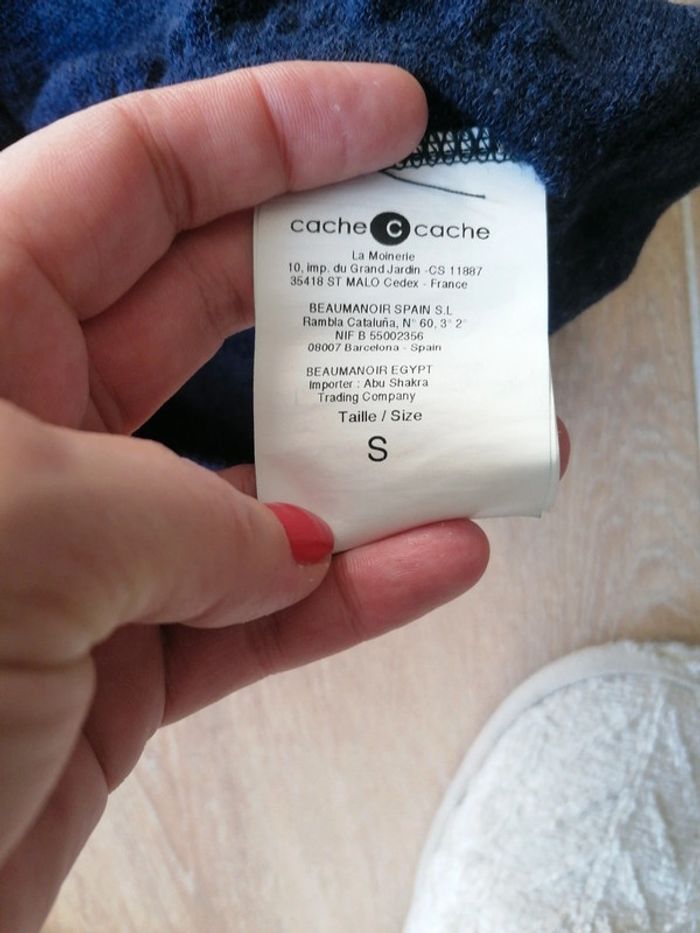 cache c cache
La Moinerie
10, imp. du Grand Jardin -CS 11887
35418 ST MALO Cedex - France
BEAUMANOIR SPAIN S.L
Rambla Cataluña, N° 60, 3° 2°
NIF B 55002356
08007 Barcelona - Spain
BEAUMANOIR EGYPT
Importer : Abu Shakra
Trading Company
Taille / Size
S